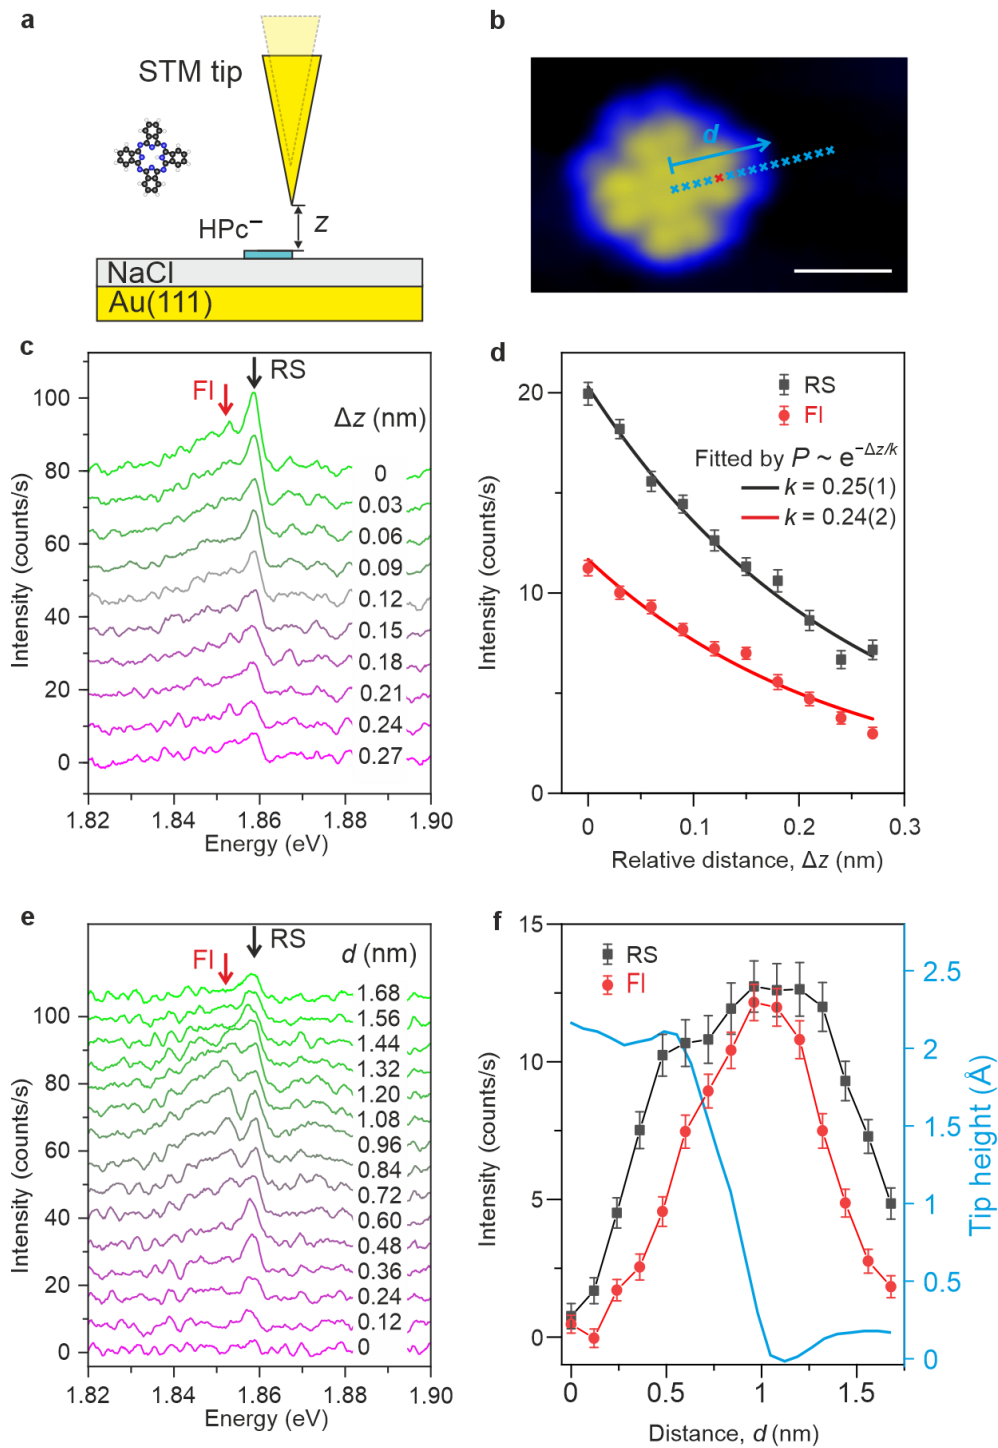 a
STM tip
HPc⁻
z
NaCl
Au(111)
b
d
c
Fl
RS
Δz (nm)
0
0.03
0.06
0.09
0.12
0.15
0.18
0.21
0.24
0.27
100
80
60
40
20
0
Intensity (counts/s)
1.82 1.84 1.86 1.88 1.90
Energy (eV)
d
RS
Fl
Fitted by P ~ e^−Δz/k
k = 0.25(1)
k = 0.24(2)
20
10
0
Intensity (counts/s)
0 0.1 0.2 0.3
Relative distance, Δz (nm)
e
Fl
RS
d (nm)
1.68
1.56
1.44
1.32
1.20
1.08
0.96
0.84
0.72
0.60
0.48
0.36
0.24
0.12
0
100
80
60
40
20
0
Intensity (counts/s)
1.82 1.84 1.86 1.88 1.90
Energy (eV)
f
RS
Fl
15
10
5
0
Intensity (counts/s)
2.5
2
1.5
1
0.5
0
Tip height (Å)
0 0.5 1 1.5
Distance, d (nm)